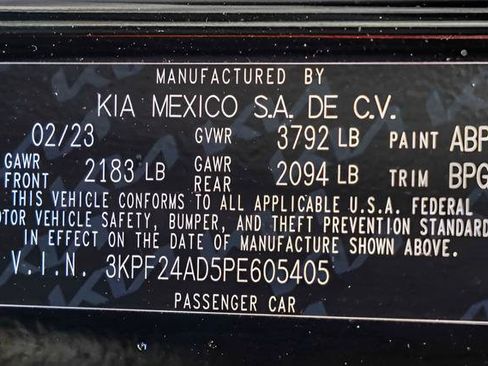 MANUFACTURED BY
KIA MEXICO S.A. DE C.V.
02/23 GVWR 3792 LB PAINT ABP
GAWR FRONT 2183 LB GAWR REAR 2094 LB TRIM BPG
THIS VEHICLE CONFORMS TO ALL APPLICABLE U.S.A. FEDERAL
OTOR VEHICLE SAFETY, BUMPER, AND THEFT PREVENTION STANDARD
IN EFFECT ON THE DATE OF MANUFACTURE SHOWN ABOVE.
V.I.N. 3KPF24AD5PE605405
PASSENGER CAR